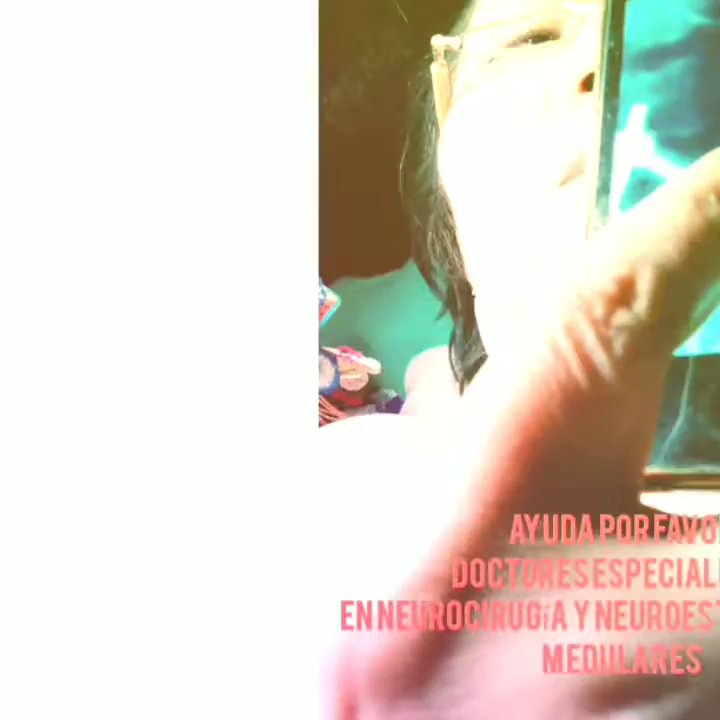 AYUDA POR FAVO
DOCTORES ESPECIAL
EN NEUROCIRUGíA Y NEUROEST
MEDULARES